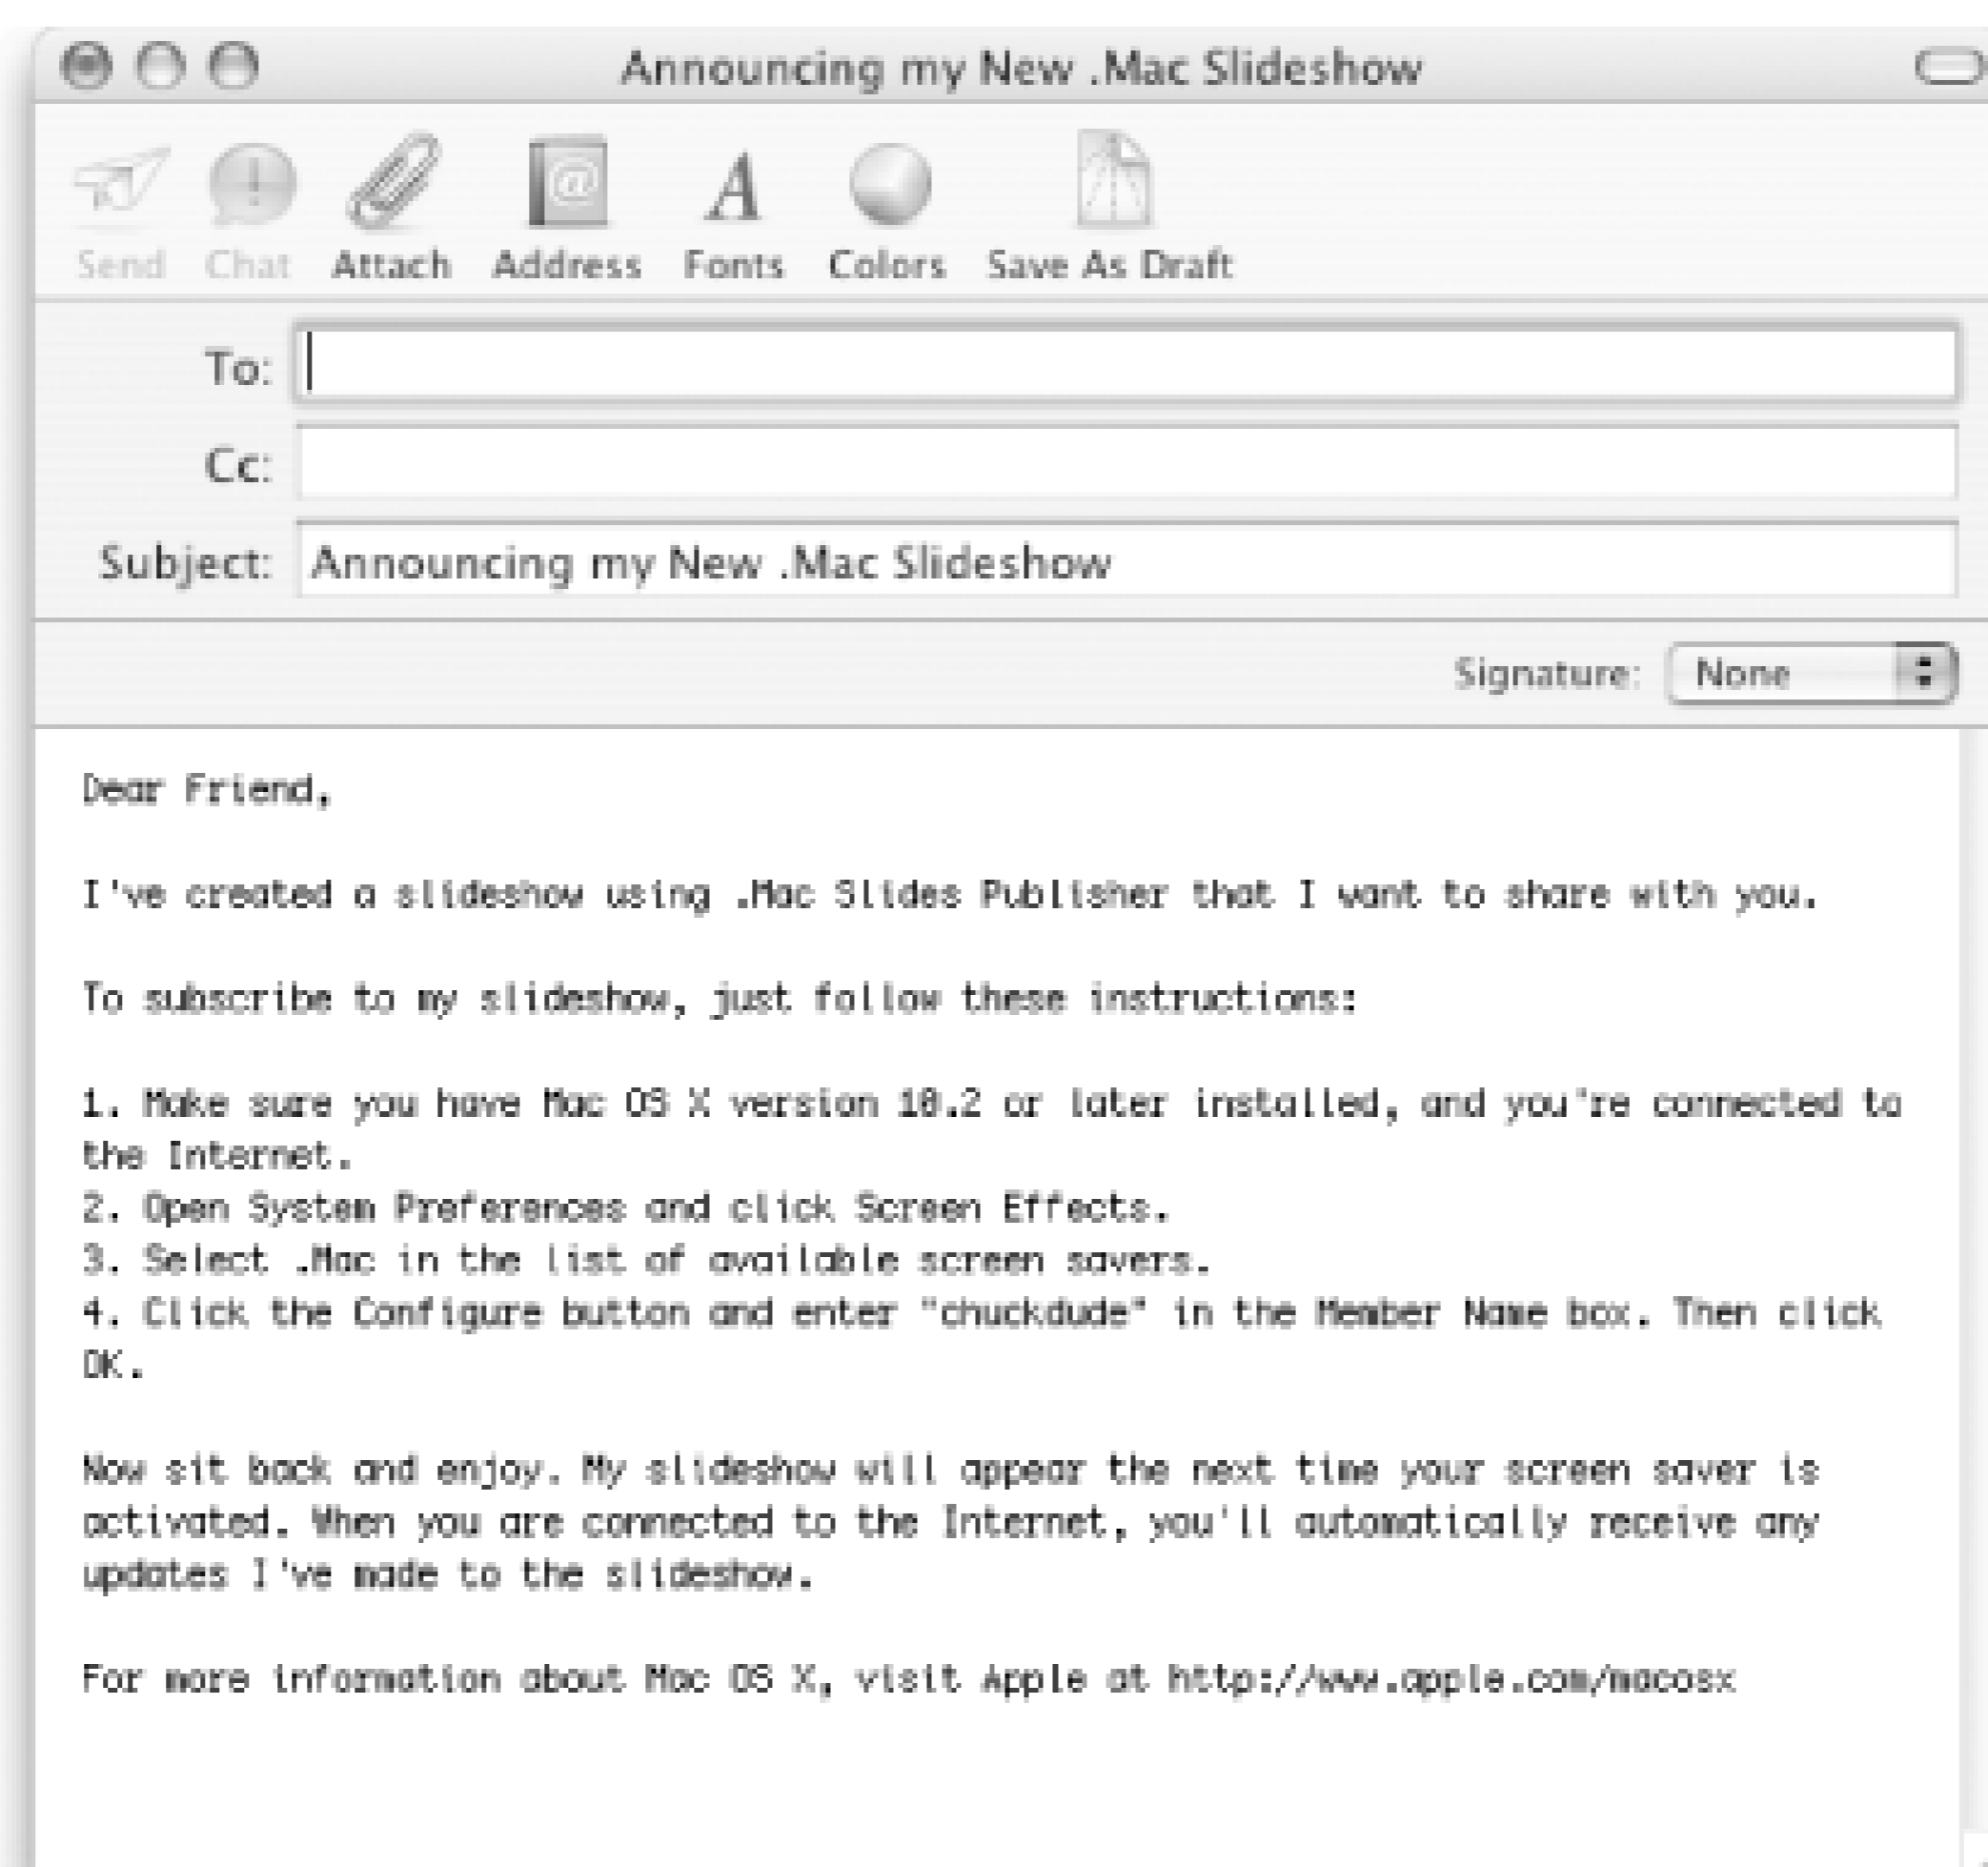 Announcing my New .Mac Slideshow
Send Chat Attach Address Fonts Colors Save As Draft
To:
Cc:
Subject: Announcing my New .Mac Slideshow
Signature: None
Dear Friend,
I've created a slideshow using .Mac Slides Publisher that I want to share with you.
To subscribe to my slideshow, just follow these instructions:
1. Make sure you have Mac OS X version 10.2 or later installed, and you're connected to
the Internet.
2. Open System Preferences and click Screen Effects.
3. Select .Mac in the list of available screen savers.
4. Click the Configure button and enter "chuckdude" in the Member Name box. Then click
OK.
Now sit back and enjoy. My slideshow will appear the next time your screen saver is
activated. When you are connected to the Internet, you'll automatically receive any
updates I've made to the slideshow.
For more information about Mac OS X, visit Apple at http://www.apple.com/macosx